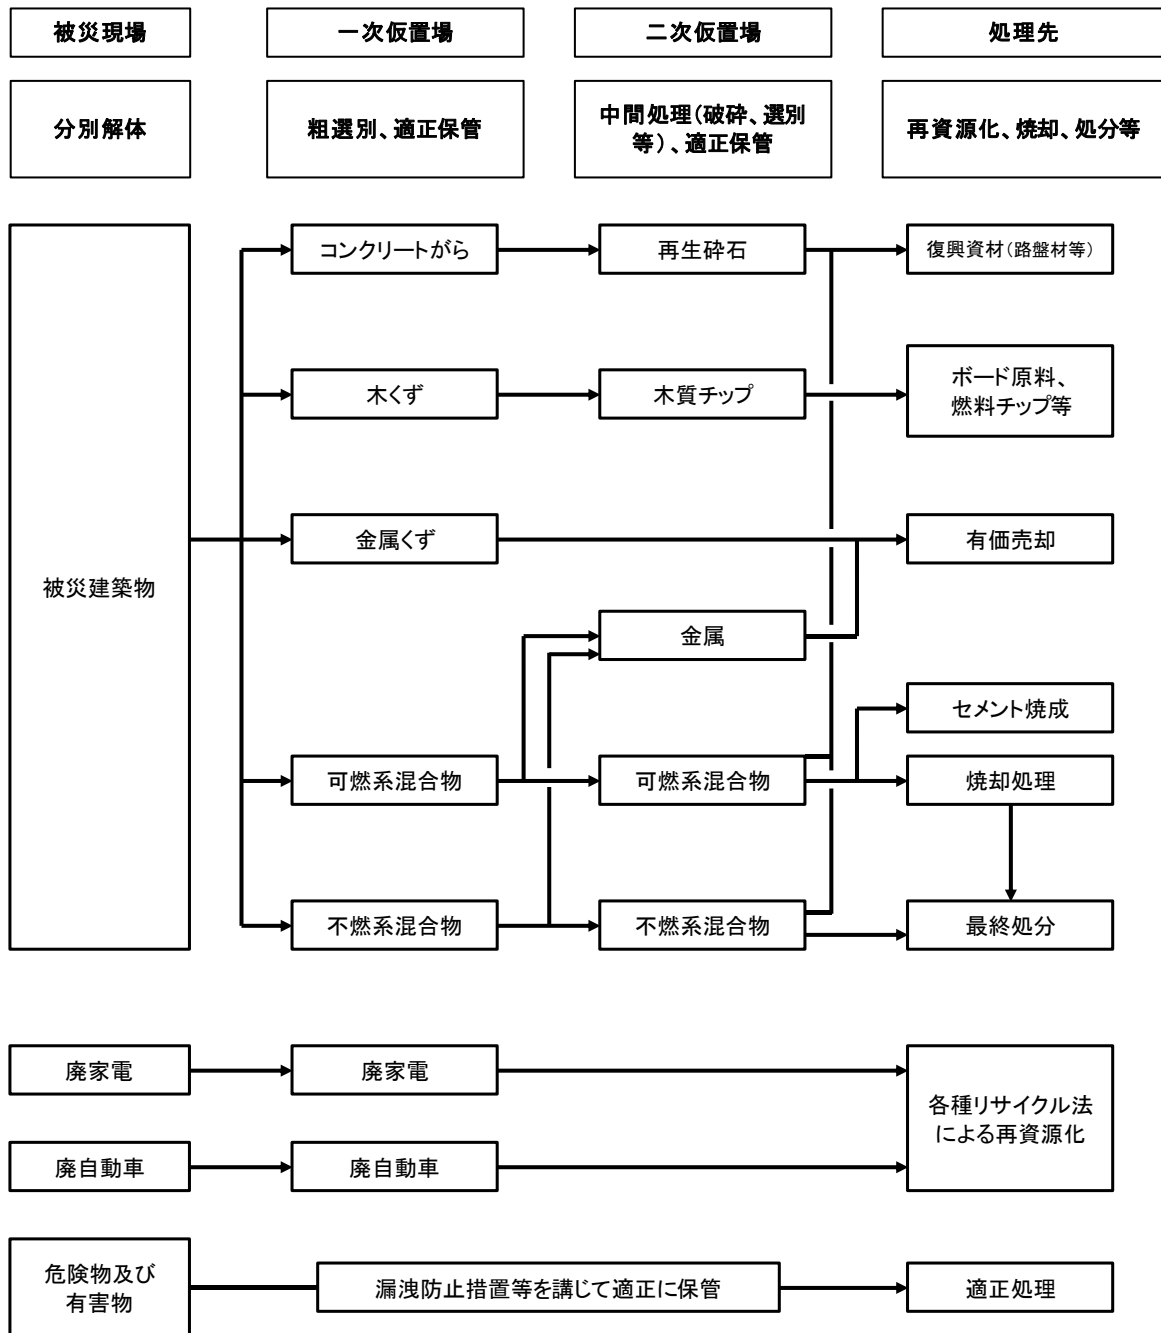 被災現場
一次仮置場
二次仮置場
処理先
分別解体
粗選別、適正保管
中間処理(破砕、選別
等)、適正保管
再資源化、焼却、処分等
コンクリートがら
再生砕石
復興資材(路盤材等)
木くず
木質チップ
ボード原料、
燃料チップ等
金属くず
有価売却
被災建築物
金属
セメント焼成
可燃系混合物
可燃系混合物
焼却処理
不燃系混合物
不燃系混合物
最終処分
廃家電
廃家電
各種リサイクル法
による再資源化
廃自動車
廃自動車
危険物及び
有害物
漏洩防止措置等を講じて適正に保管
適正処理